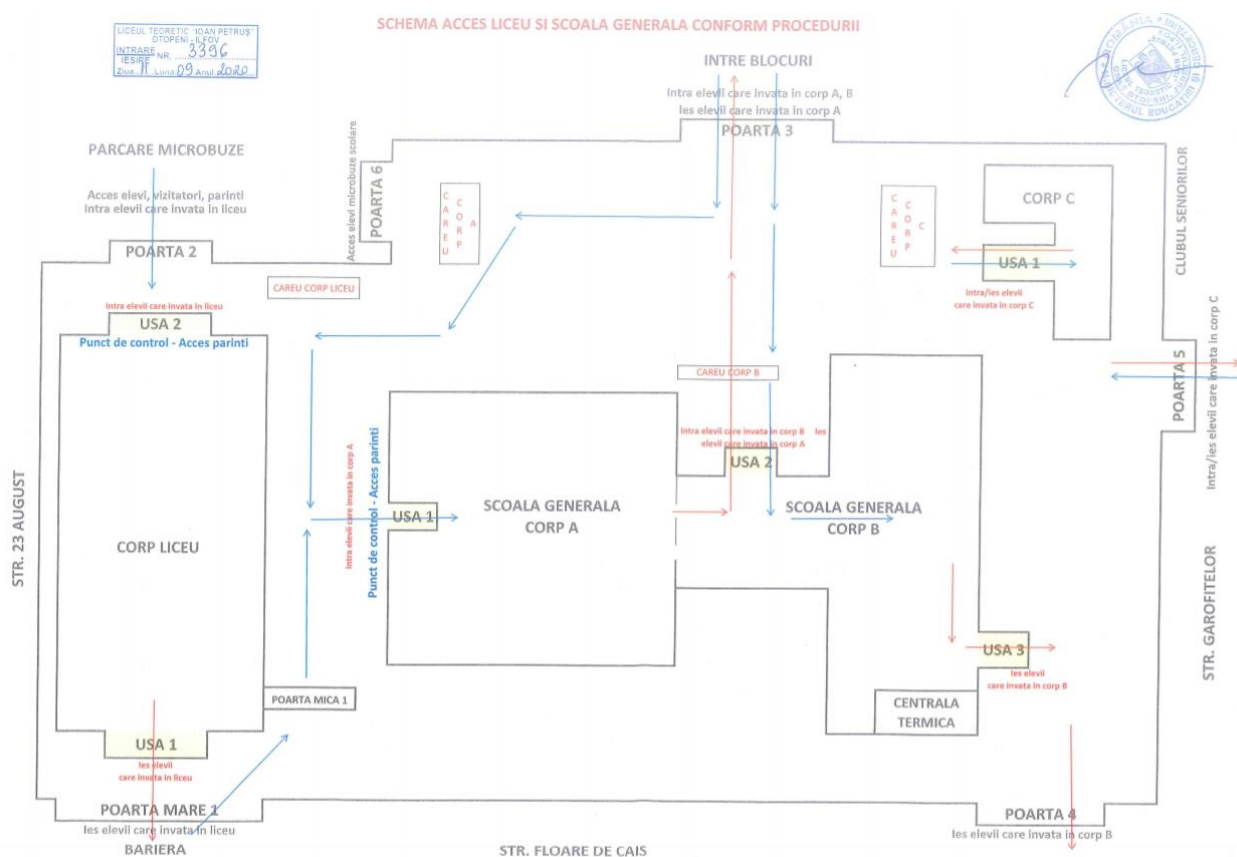 SCHEMA ACCES LICEU SI SCOALA GENERALA CONFORM PROCEDURII
LICEUL TEORETIC "IOAN PETRUȘ"
OTOPENI - ILFOV
INTRARE
IESIRE NR. 3396
Ziua 11 Luna 09 Anul 2020
INTRE BLOCURI
Intra elevii care invata in corp A, B
Ies elevii care invata in corp A
POARTA 3
PARCARE MICROBUZE
Acces elevi, vizitatori, parinti
Intra elevii care invata in liceu
POARTA 2
Acces elevi microbuze scolare
POARTA 6
CAREU
CORP
A
CAREU
CORP
C
CORP C
USA 1
Intra/ies elevii
care invata in corp C
CLUBUL SENIORILOR
CAREU CORP LICEU
Intra elevii care invata in liceu
USA 2
Punct de control - Acces parinti
CAREU CORP B
Intra elevii care invata in corp B Ies
elevii care invata in corp A
USA 2
POARTA 5
Intra/ies elevii care invata in corp C
STR. 23 AUGUST
CORP LICEU
Intra elevii care invata in corp A
Punct de control - Acces parinti
USA 1
SCOALA GENERALA
CORP A
SCOALA GENERALA
CORP B
STR. GAROFITELOR
USA 3
Ies elevii
care invata in corp B
POARTA MICA 1
CENTRALA
TERMICA
USA 1
Ies elevii
care invata in liceu
POARTA MARE 1
Ies elevii care invata in liceu
BARIERA
STR. FLOARE DE CAIS
POARTA 4
Ies elevii care invata in corp B